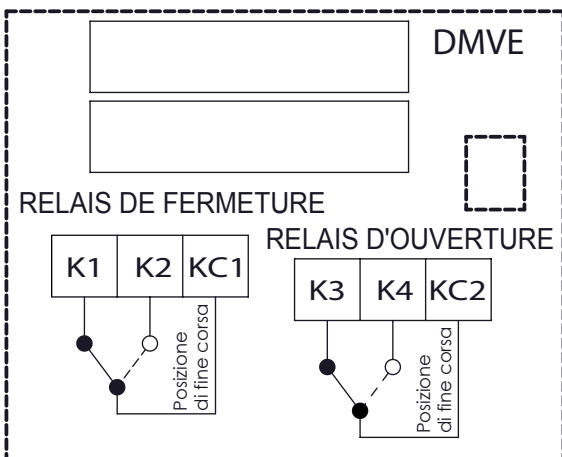 DMVE
RELAIS DE FERMETURE
K1 K2 KC1
Posizione
di fine corsa
RELAIS D'OUVERTURE
K3 K4 KC2
Posizione
di fine corsa